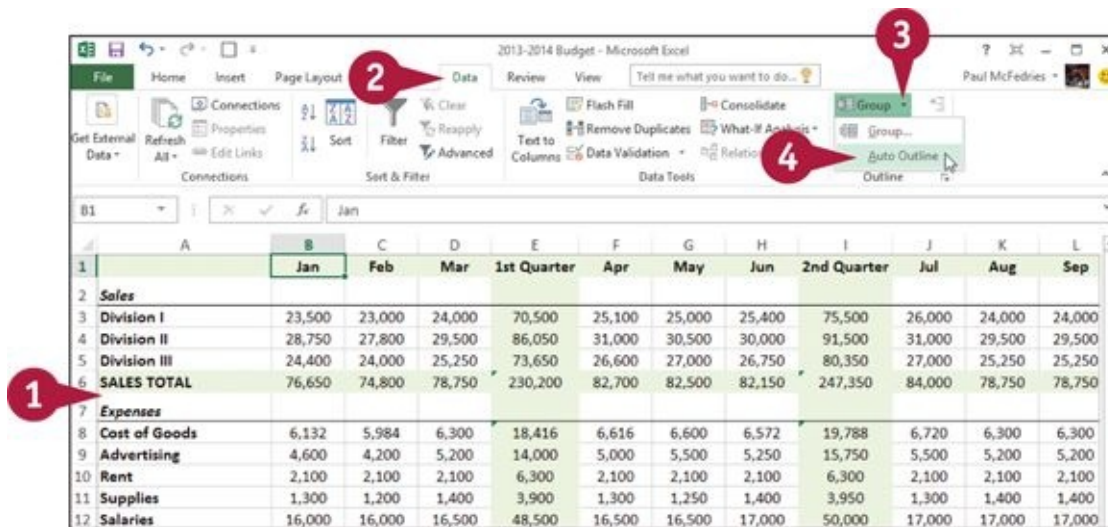 3
2013-2014 Budget - Microsoft Excel
?
2
File Home Insert Page Layout Data Review View Tell me what you want to do... Paul McFedries
Connections Clear Flash Fill Consolidate Group
Properties Reapply Remove Duplicates What-If Analysis Group...
Get External Data Refresh All Edit Links Sort Filter Advanced Text to Columns Data Validation 4 Auto Outline
Connections Sort & Filter Data Tools Outline
B1 fx Jan
A B C D E F G H I J K L
1 Jan Feb Mar 1st Quarter Apr May Jun 2nd Quarter Jul Aug Sep
2 Sales
3 Division I 23,500 23,000 24,000 70,500 25,100 25,000 25,400 75,500 26,000 24,000 24,000
4 Division II 28,750 27,800 29,500 86,050 31,000 30,500 30,000 91,500 31,000 29,500 29,500
5 Division III 24,400 24,000 25,250 73,650 26,600 27,000 26,750 80,350 27,000 25,250 25,250
6 SALES TOTAL 76,650 74,800 78,750 230,200 82,700 82,500 82,150 247,350 84,000 78,750 78,750
1
7 Expenses
8 Cost of Goods 6,132 5,984 6,300 18,416 6,616 6,600 6,572 19,788 6,720 6,300 6,300
9 Advertising 4,600 4,200 5,200 14,000 5,000 5,500 5,250 15,750 5,500 5,200 5,200
10 Rent 2,100 2,100 2,100 6,300 2,100 2,100 2,100 6,300 2,100 2,100 2,100
11 Supplies 1,300 1,200 1,400 3,900 1,300 1,250 1,400 3,950 1,300 1,400 1,400
12 Salaries 16,000 16,000 16,500 48,500 16,500 16,500 17,000 50,000 17,000 17,000 17,000